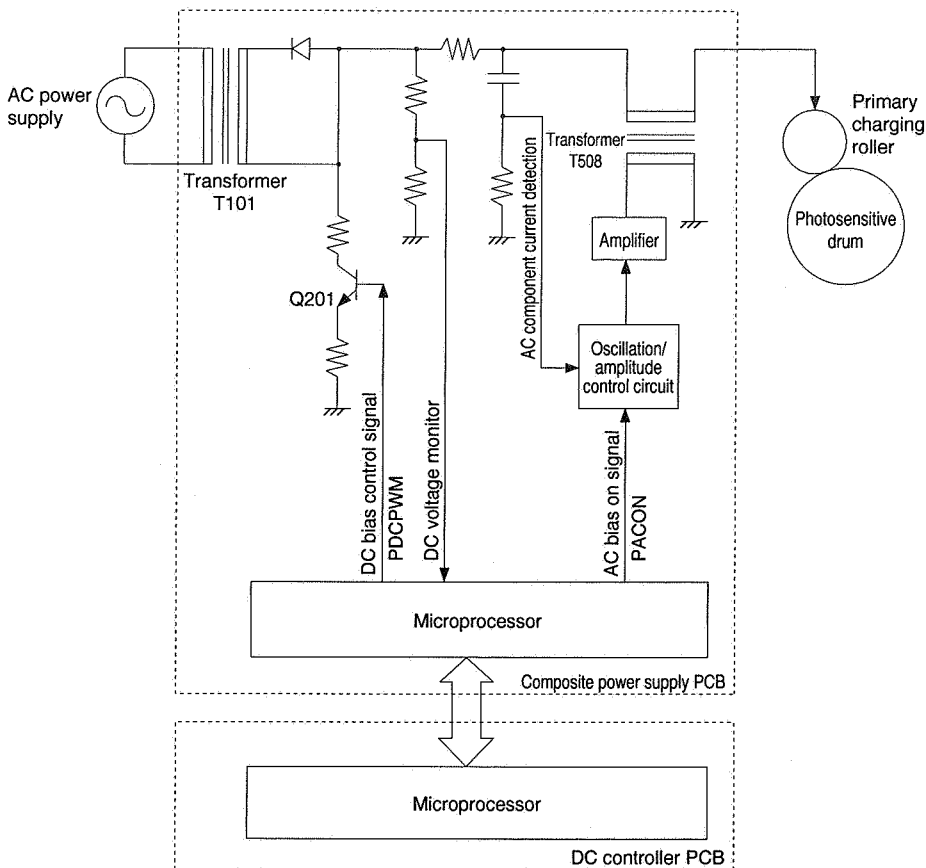 AC power
supply
Transformer
T101
Q201
DC bias control signal
PDCPWM
DC voltage monitor
AC component current detection
Transformer
T508
Amplifier
Oscillation/
amplitude
control circuit
AC bias on signal
PACON
Primary
charging
roller
Photosensitive
drum
Microprocessor
Composite power supply PCB
Microprocessor
DC controller PCB